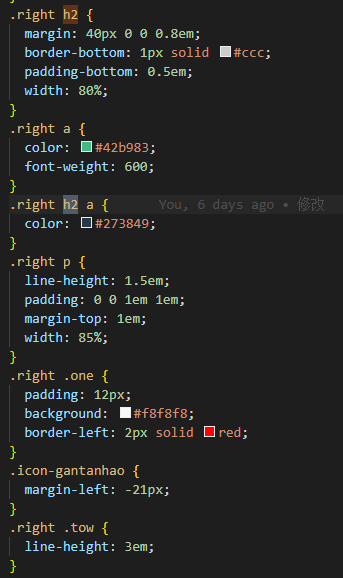 .right h2 {
margin: 40px 0 0 0.8em;
border-bottom: 1px solid #ccc;
padding-bottom: 0.5em;
width: 80%;
}
.right a {
color: #42b983;
font-weight: 600;
}
.right h2 a { You, 6 days ago • 修改
color: #273849;
}
.right p {
line-height: 1.5em;
padding: 0 0 1em 1em;
margin-top: 1em;
width: 85%;
}
.right .one {
padding: 12px;
background: #f8f8f8;
border-left: 2px solid red;
}
.icon-gantanhao {
margin-left: -21px;
}
.right .tow {
line-height: 3em;
}